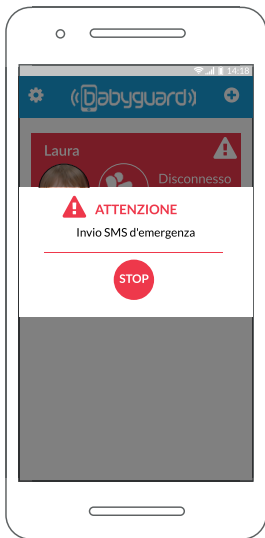 14:18
babyguard
Laura
Disconnesso
ATTENZIONE
Invio SMS d'emergenza
STOP